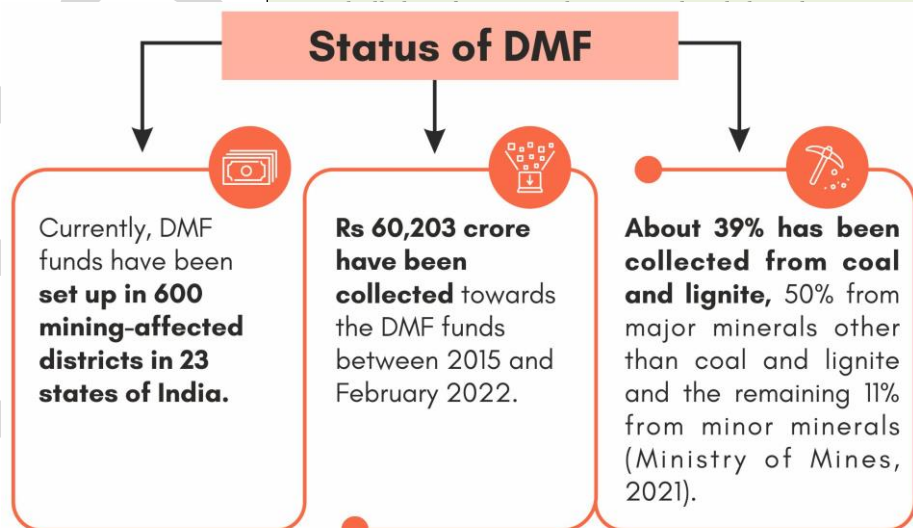 Status of DMF
Currently, DMF
funds have been
set up in 600
mining-affected
districts in 23
states of India.
Rs 60,203 crore
have been
collected towards
the DMF funds
between 2015 and
February 2022.
About 39% has been
collected from coal
and lignite, 50% from
major minerals other
than coal and lignite
and the remaining 11%
from minor minerals
(Ministry of Mines,
2021).